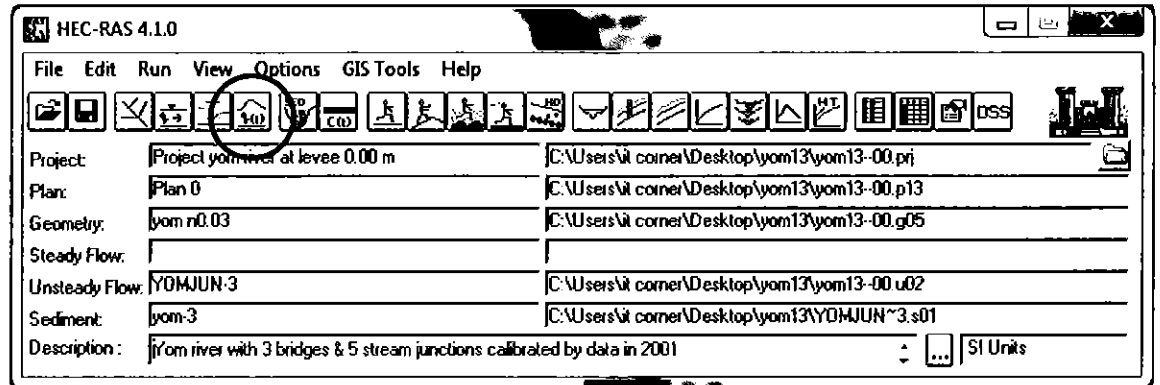 HEC-RAS 4.1.0
File Edit Run View Options GIS Tools Help
HD DSS
Project: Project yom river at levee 0.00 m C:\Users\it corner\Desktop\yom13\yom13--00.prj
Plan: Plan 0 C:\Users\it corner\Desktop\yom13\yom13--00.p13
Geometry: yom n0.03 C:\Users\it corner\Desktop\yom13\yom13--00.g05
Steady Flow:
Unsteady Flow: YOMJUN-3 C:\Users\it corner\Desktop\yom13\yom13--00.u02
Sediment: yom-3 C:\Users\it corner\Desktop\yom13\YOMJUN~3.s01
Description : Yom river with 3 bridges & 5 stream junctions calibrated by data in 2001 ... SI Units